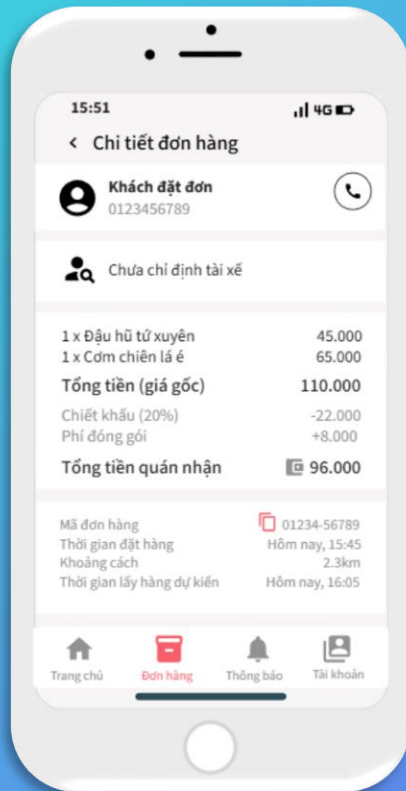 15:51 4G
Chi tiết đơn hàng
Khách đặt đơn
0123456789
Chưa chỉ định tài xế
1 x Đậu hũ tứ xuyên 45.000
1 x Cơm chiên lá é 65.000
Tổng tiền (giá gốc) 110.000
Chiết khấu (20%) -22.000
Phí đóng gói +8.000
Tổng tiền quán nhận 96.000
Mã đơn hàng 01234-56789
Thời gian đặt hàng Hôm nay, 15:45
Khoảng cách 2.3km
Thời gian lấy hàng dự kiến Hôm nay, 16:05
Trang chủ Đơn hàng Thông báo Tài khoản